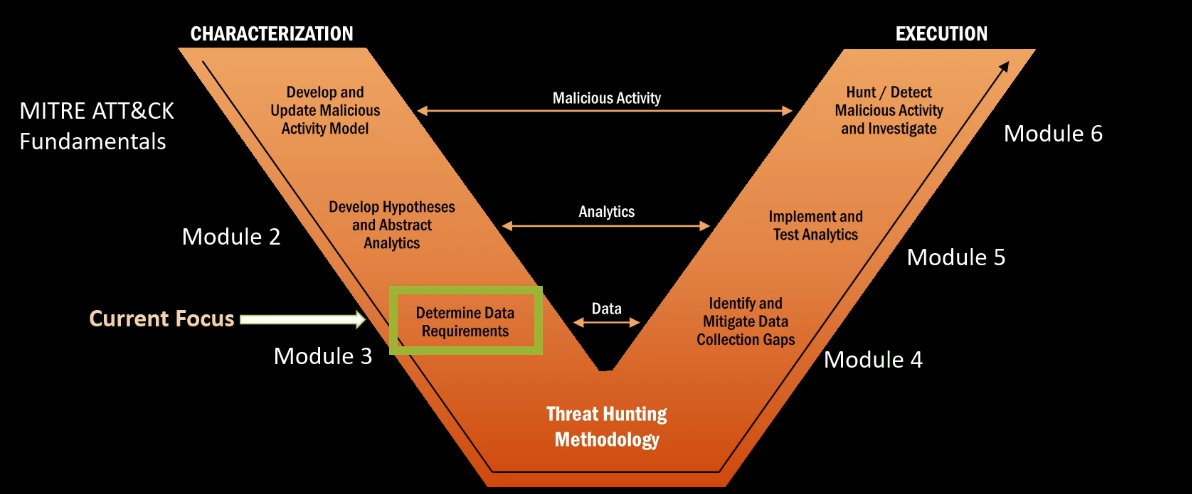 CHARACTERIZATION
EXECUTION
MITRE ATT&CK
Fundamentals
Develop and
Update Malicious
Activity Model
Malicious Activity
Hunt / Detect
Malicious Activity
and Investigate
Module 6
Module 2
Develop Hypotheses
and Abstract
Analytics
Analytics
Implement and
Test Analytics
Module 5
Current Focus
Module 3
Determine Data
Requirements
Data
Identify and
Mitigate Data
Collection Gaps
Module 4
Threat Hunting
Methodology